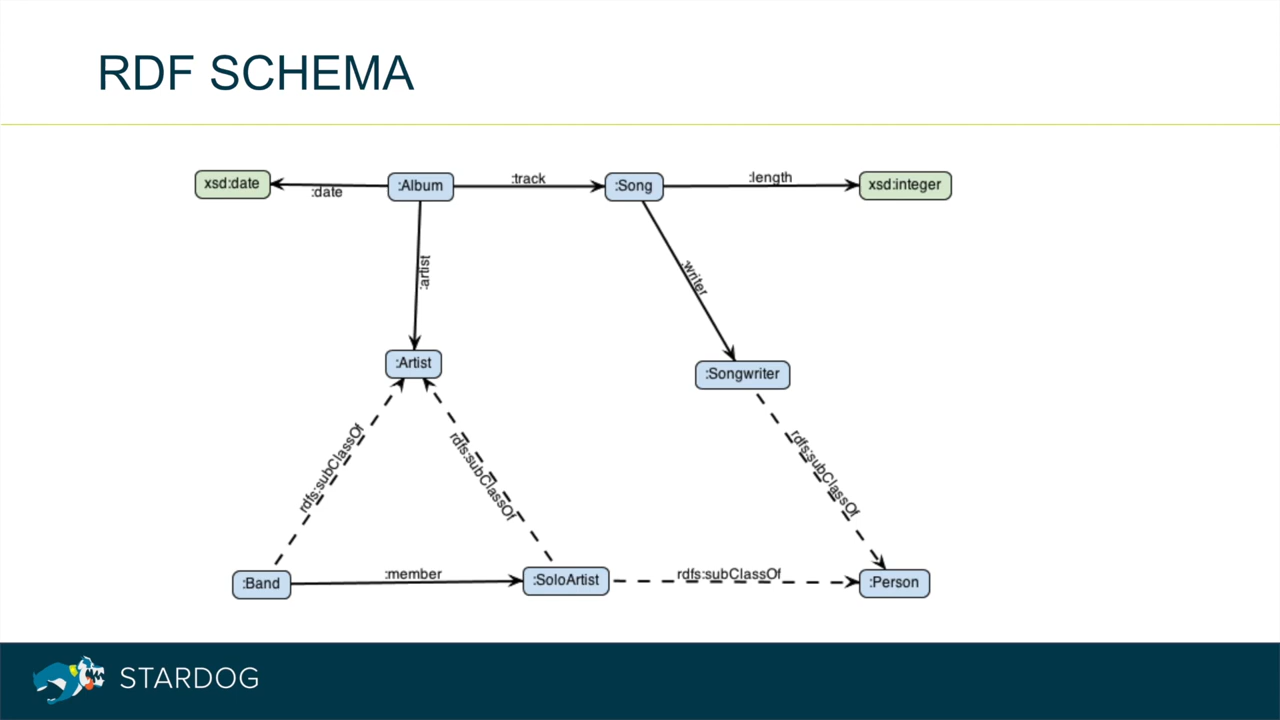 RDF SCHEMA
xsd:date
:date
:Album
:track
:Song
:length
xsd:integer
:artist
:writer
:Artist
:Songwriter
rdfs:subClassOf
rdfs:subClassOf
rdfs:subClassOf
:Band
:member
:SoloArtist
rdfs:subClassOf
:Person
STARDOG